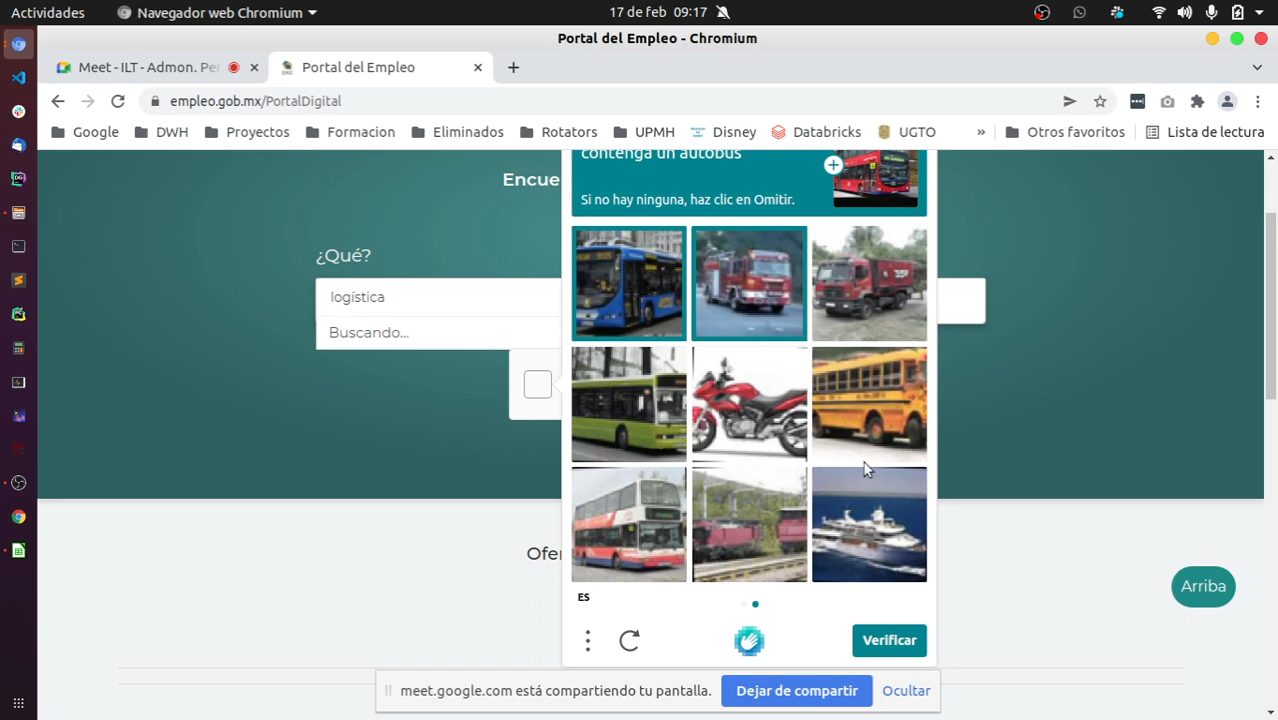 Actividades Navegador web Chromium 17 de feb 09:17
Portal del Empleo - Chromium
Meet - ILT - Admon. Per Portal del Empleo
empleo.gob.mx/PortalDigital
Google DWH Proyectos Formacion Eliminados Rotators UPMH Disney Databricks UGTO » Otros favoritos Lista de lectura
contenga un autobús
Encue
Si no hay ninguna, haz clic en Omitir.
¿Qué?
logística
Buscando...
Ofer
ES
Arriba
Verificar
meet.google.com está compartiendo tu pantalla. Dejar de compartir Ocultar